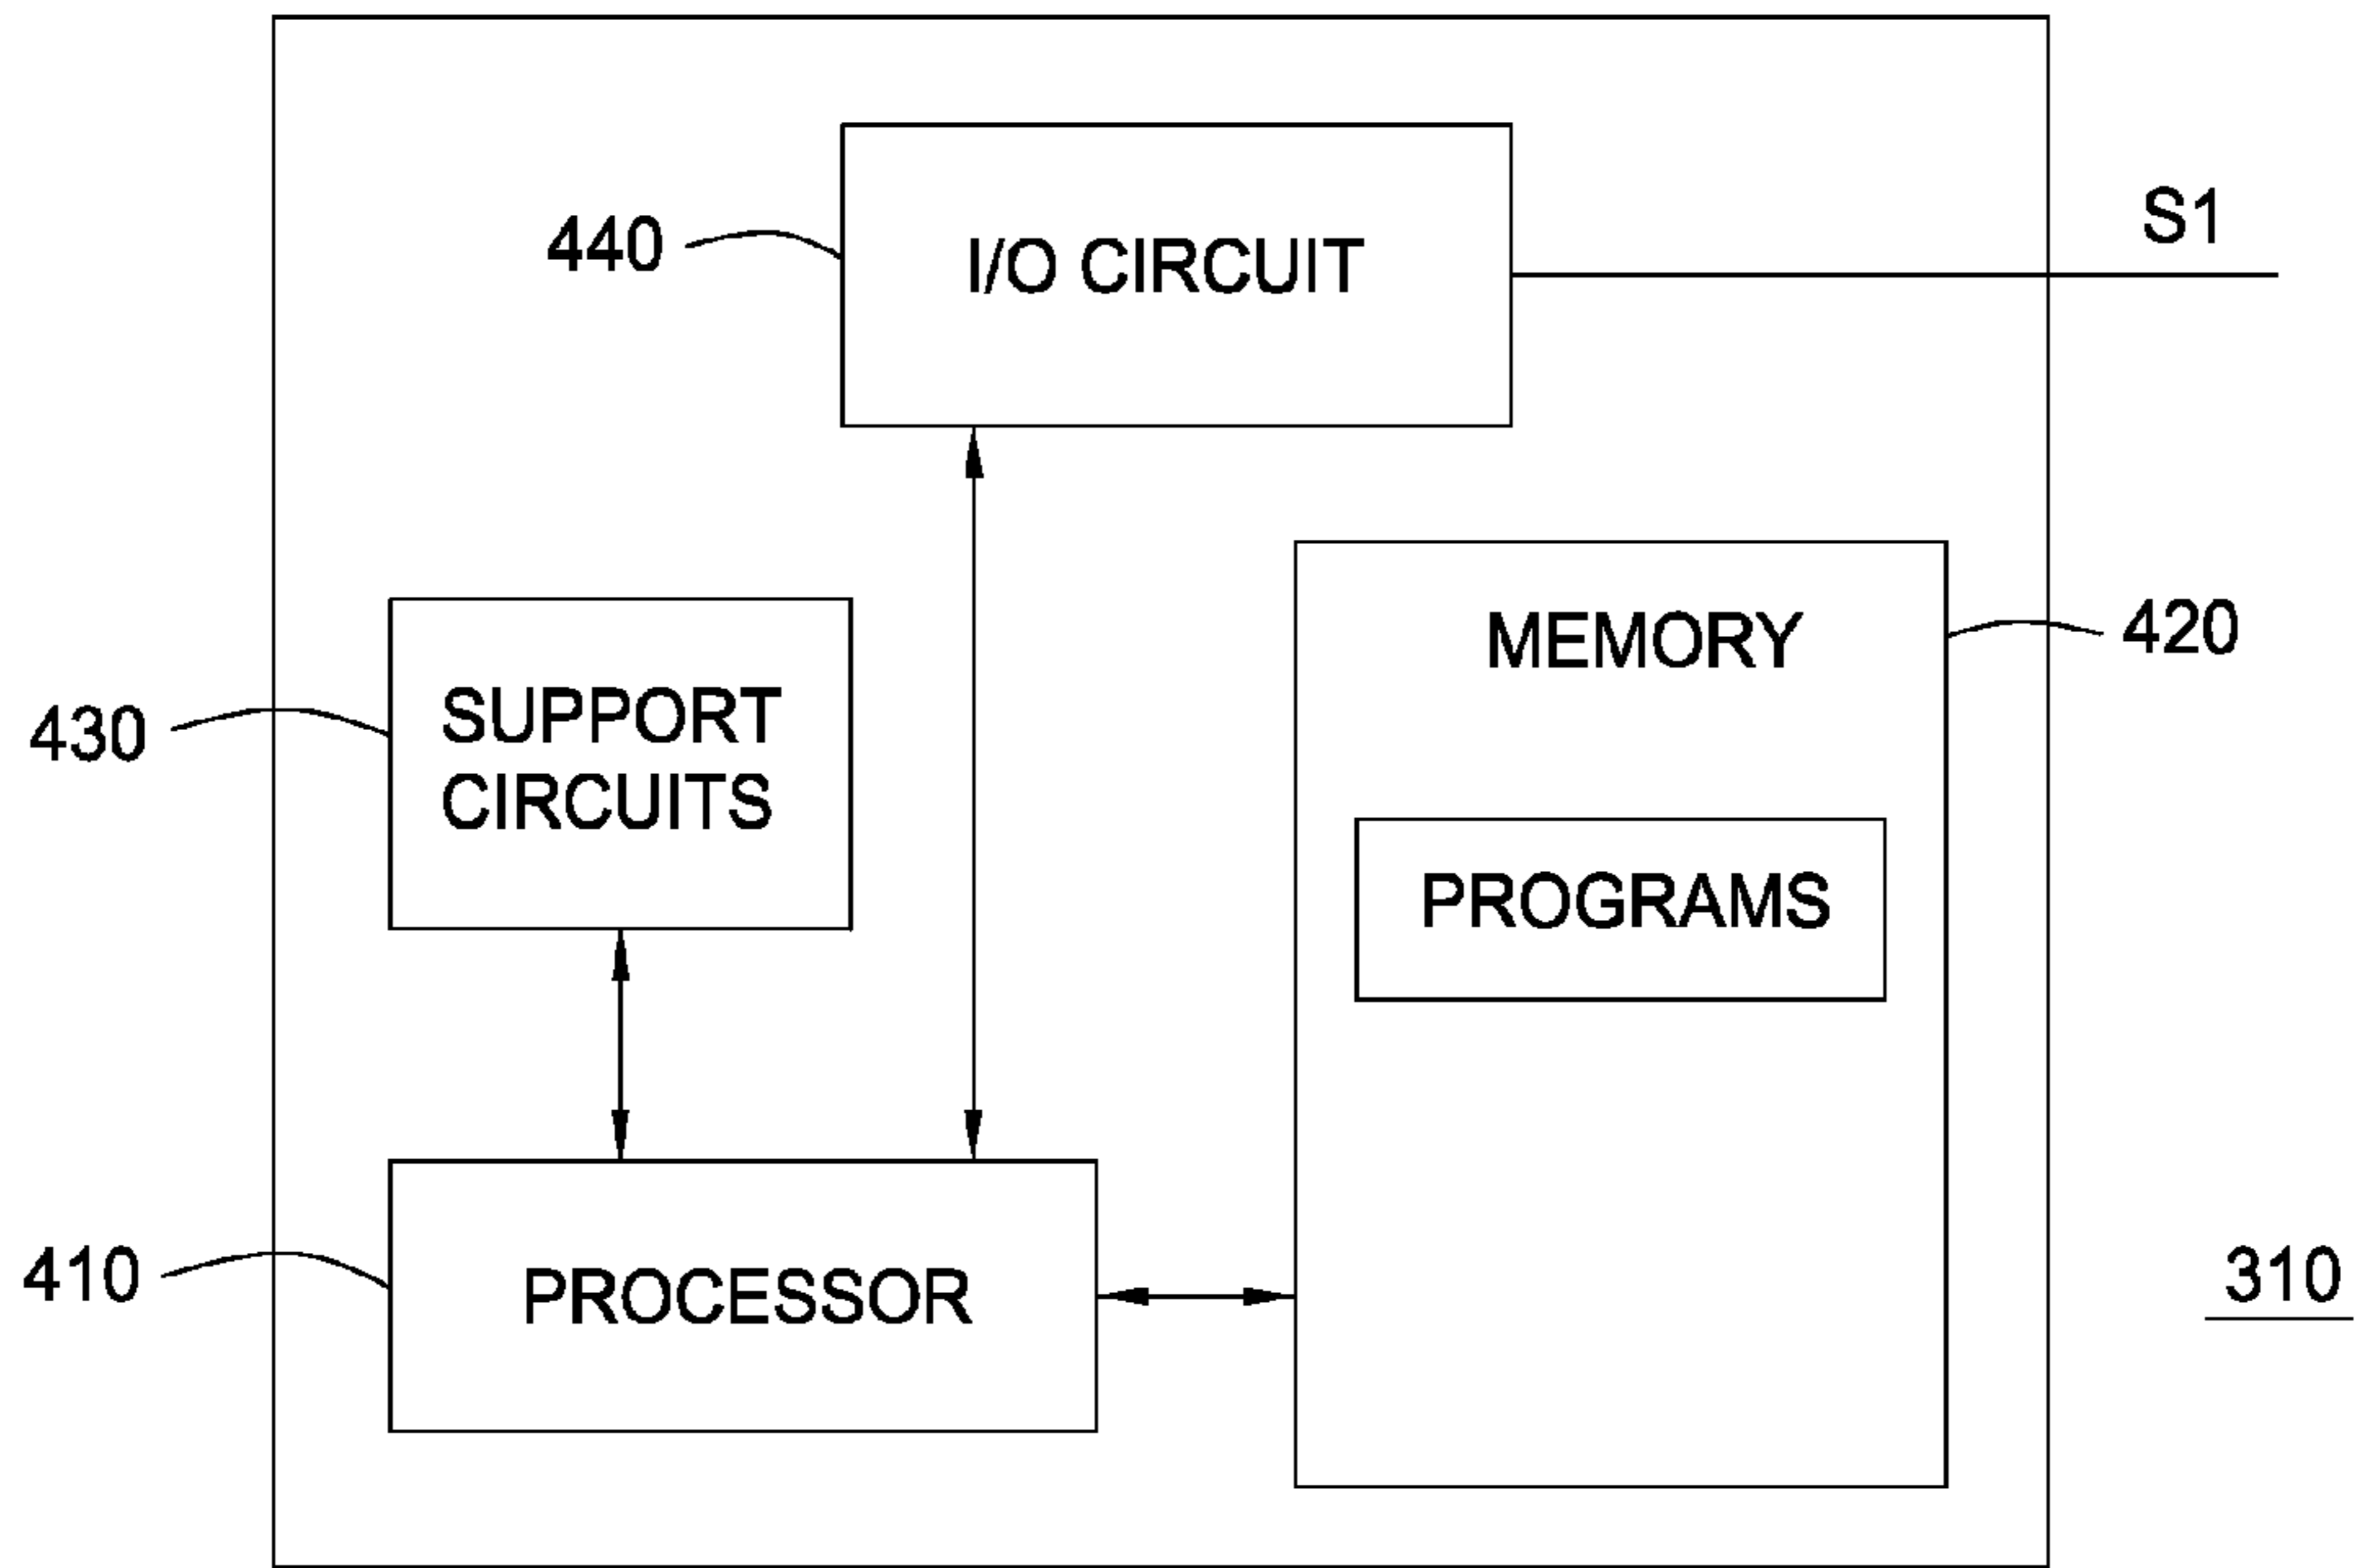 S1
440
I/O CIRCUIT
MEMORY
420
430
SUPPORT
CIRCUITS
PROGRAMS
410
PROCESSOR
310